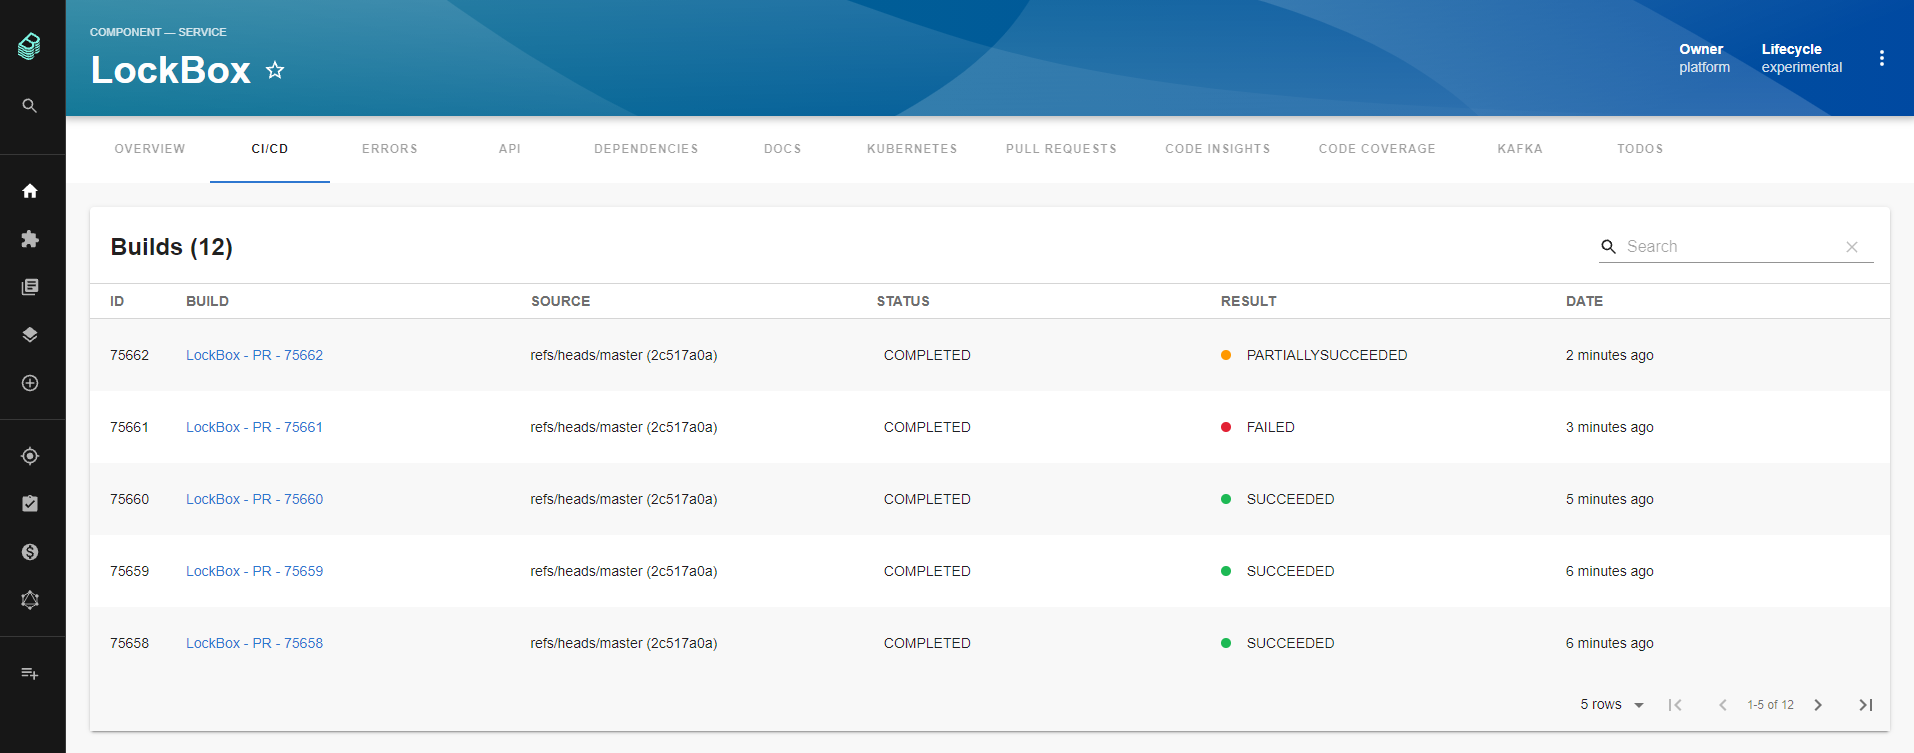 COMPONENT — SERVICE
LockBox
Owner
platform
Lifecycle
experimental
OVERVIEW CI/CD ERRORS API DEPENDENCIES DOCS KUBERNETES PULL REQUESTS CODE INSIGHTS CODE COVERAGE KAFKA TODOS
Builds (12)
Search
ID BUILD SOURCE STATUS RESULT DATE
75662 LockBox - PR - 75662 refs/heads/master (2c517a0a) COMPLETED PARTIALLYSUCCEEDED 2 minutes ago
75661 LockBox - PR - 75661 refs/heads/master (2c517a0a) COMPLETED FAILED 3 minutes ago
75660 LockBox - PR - 75660 refs/heads/master (2c517a0a) COMPLETED SUCCEEDED 5 minutes ago
75659 LockBox - PR - 75659 refs/heads/master (2c517a0a) COMPLETED SUCCEEDED 6 minutes ago
75658 LockBox - PR - 75658 refs/heads/master (2c517a0a) COMPLETED SUCCEEDED 6 minutes ago
5 rows 1-5 of 12